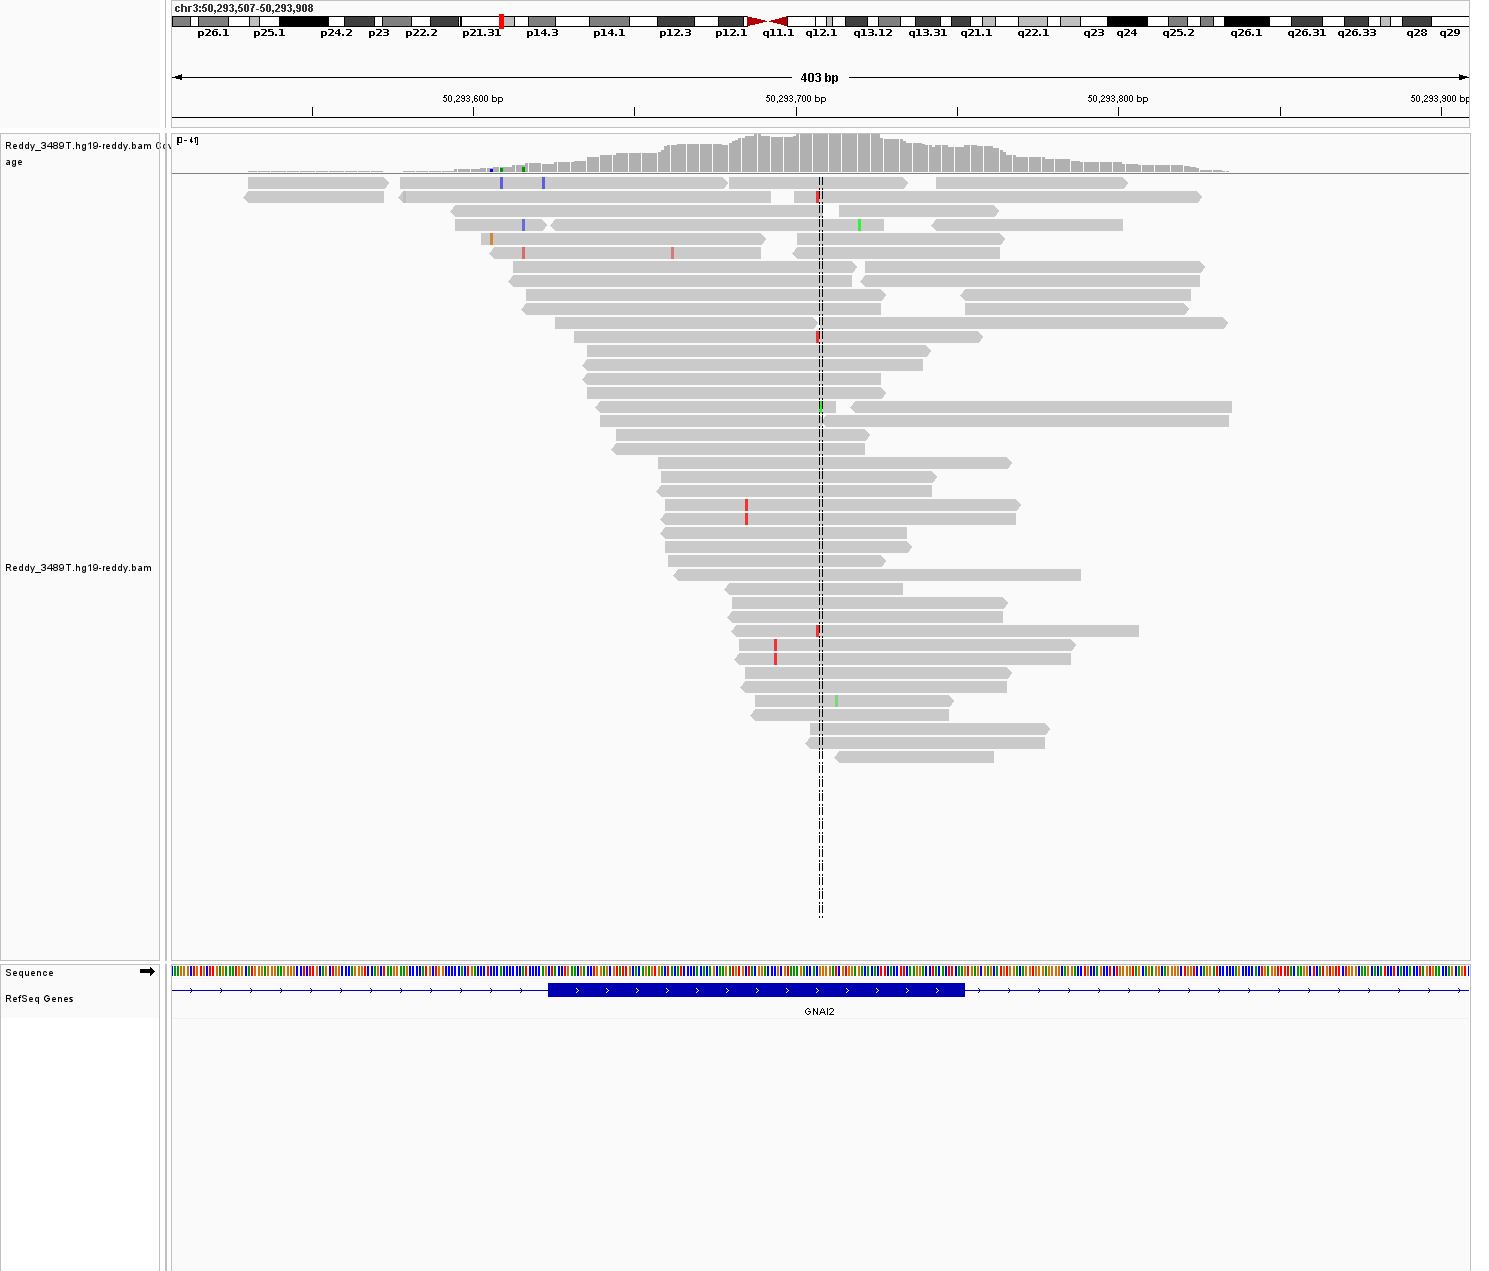 chr3:50,293,507-50,293,908
p26.1 p25.1 p24.2 p23 p22.2 p21.31 p14.3 p14.1 p12.3 p12.1 q11.1 q12.1 q13.12 q13.31 q21.1 q22.1 q23 q24 q25.2 q26.1 q26.31 q26.33 q28 q29
403 bp
50,293,600 bp 50,293,700 bp 50,293,800 bp 50,293,900 bp
Reddy_3489T.hg19-reddy.bam Cov
age
[0 - 41]
Reddy_3489T.hg19-reddy.bam
Sequence
RefSeq Genes
GNAI2